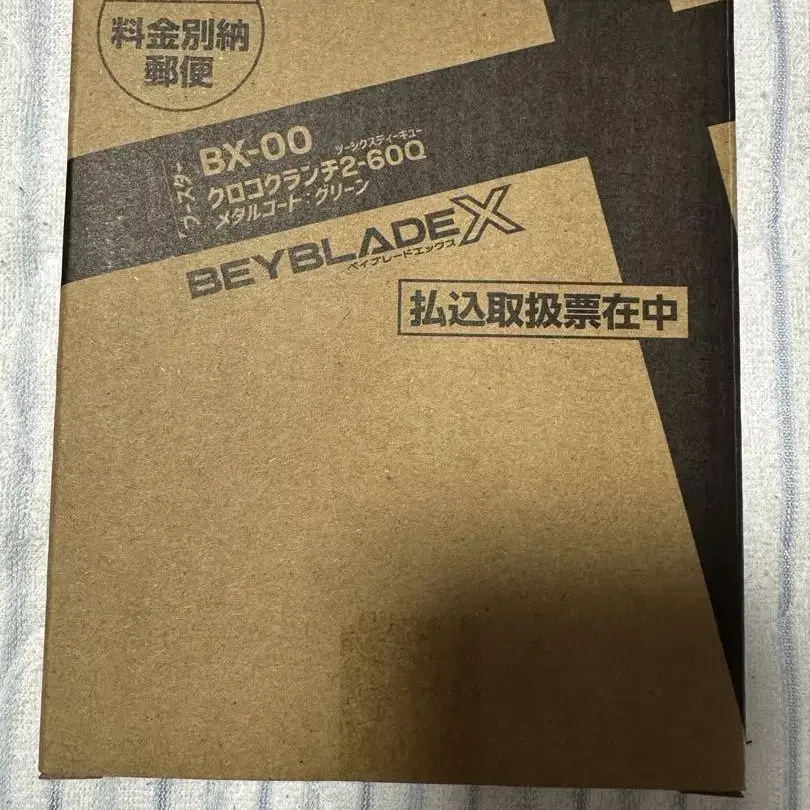 料金別納
郵便
ブースター
BX-00
ツーシクスティーキュー
クロコクランチ2-60Q
メタルコート：グリーン
BEYBLADE X
ベイブレードエックス
払込取扱票在中